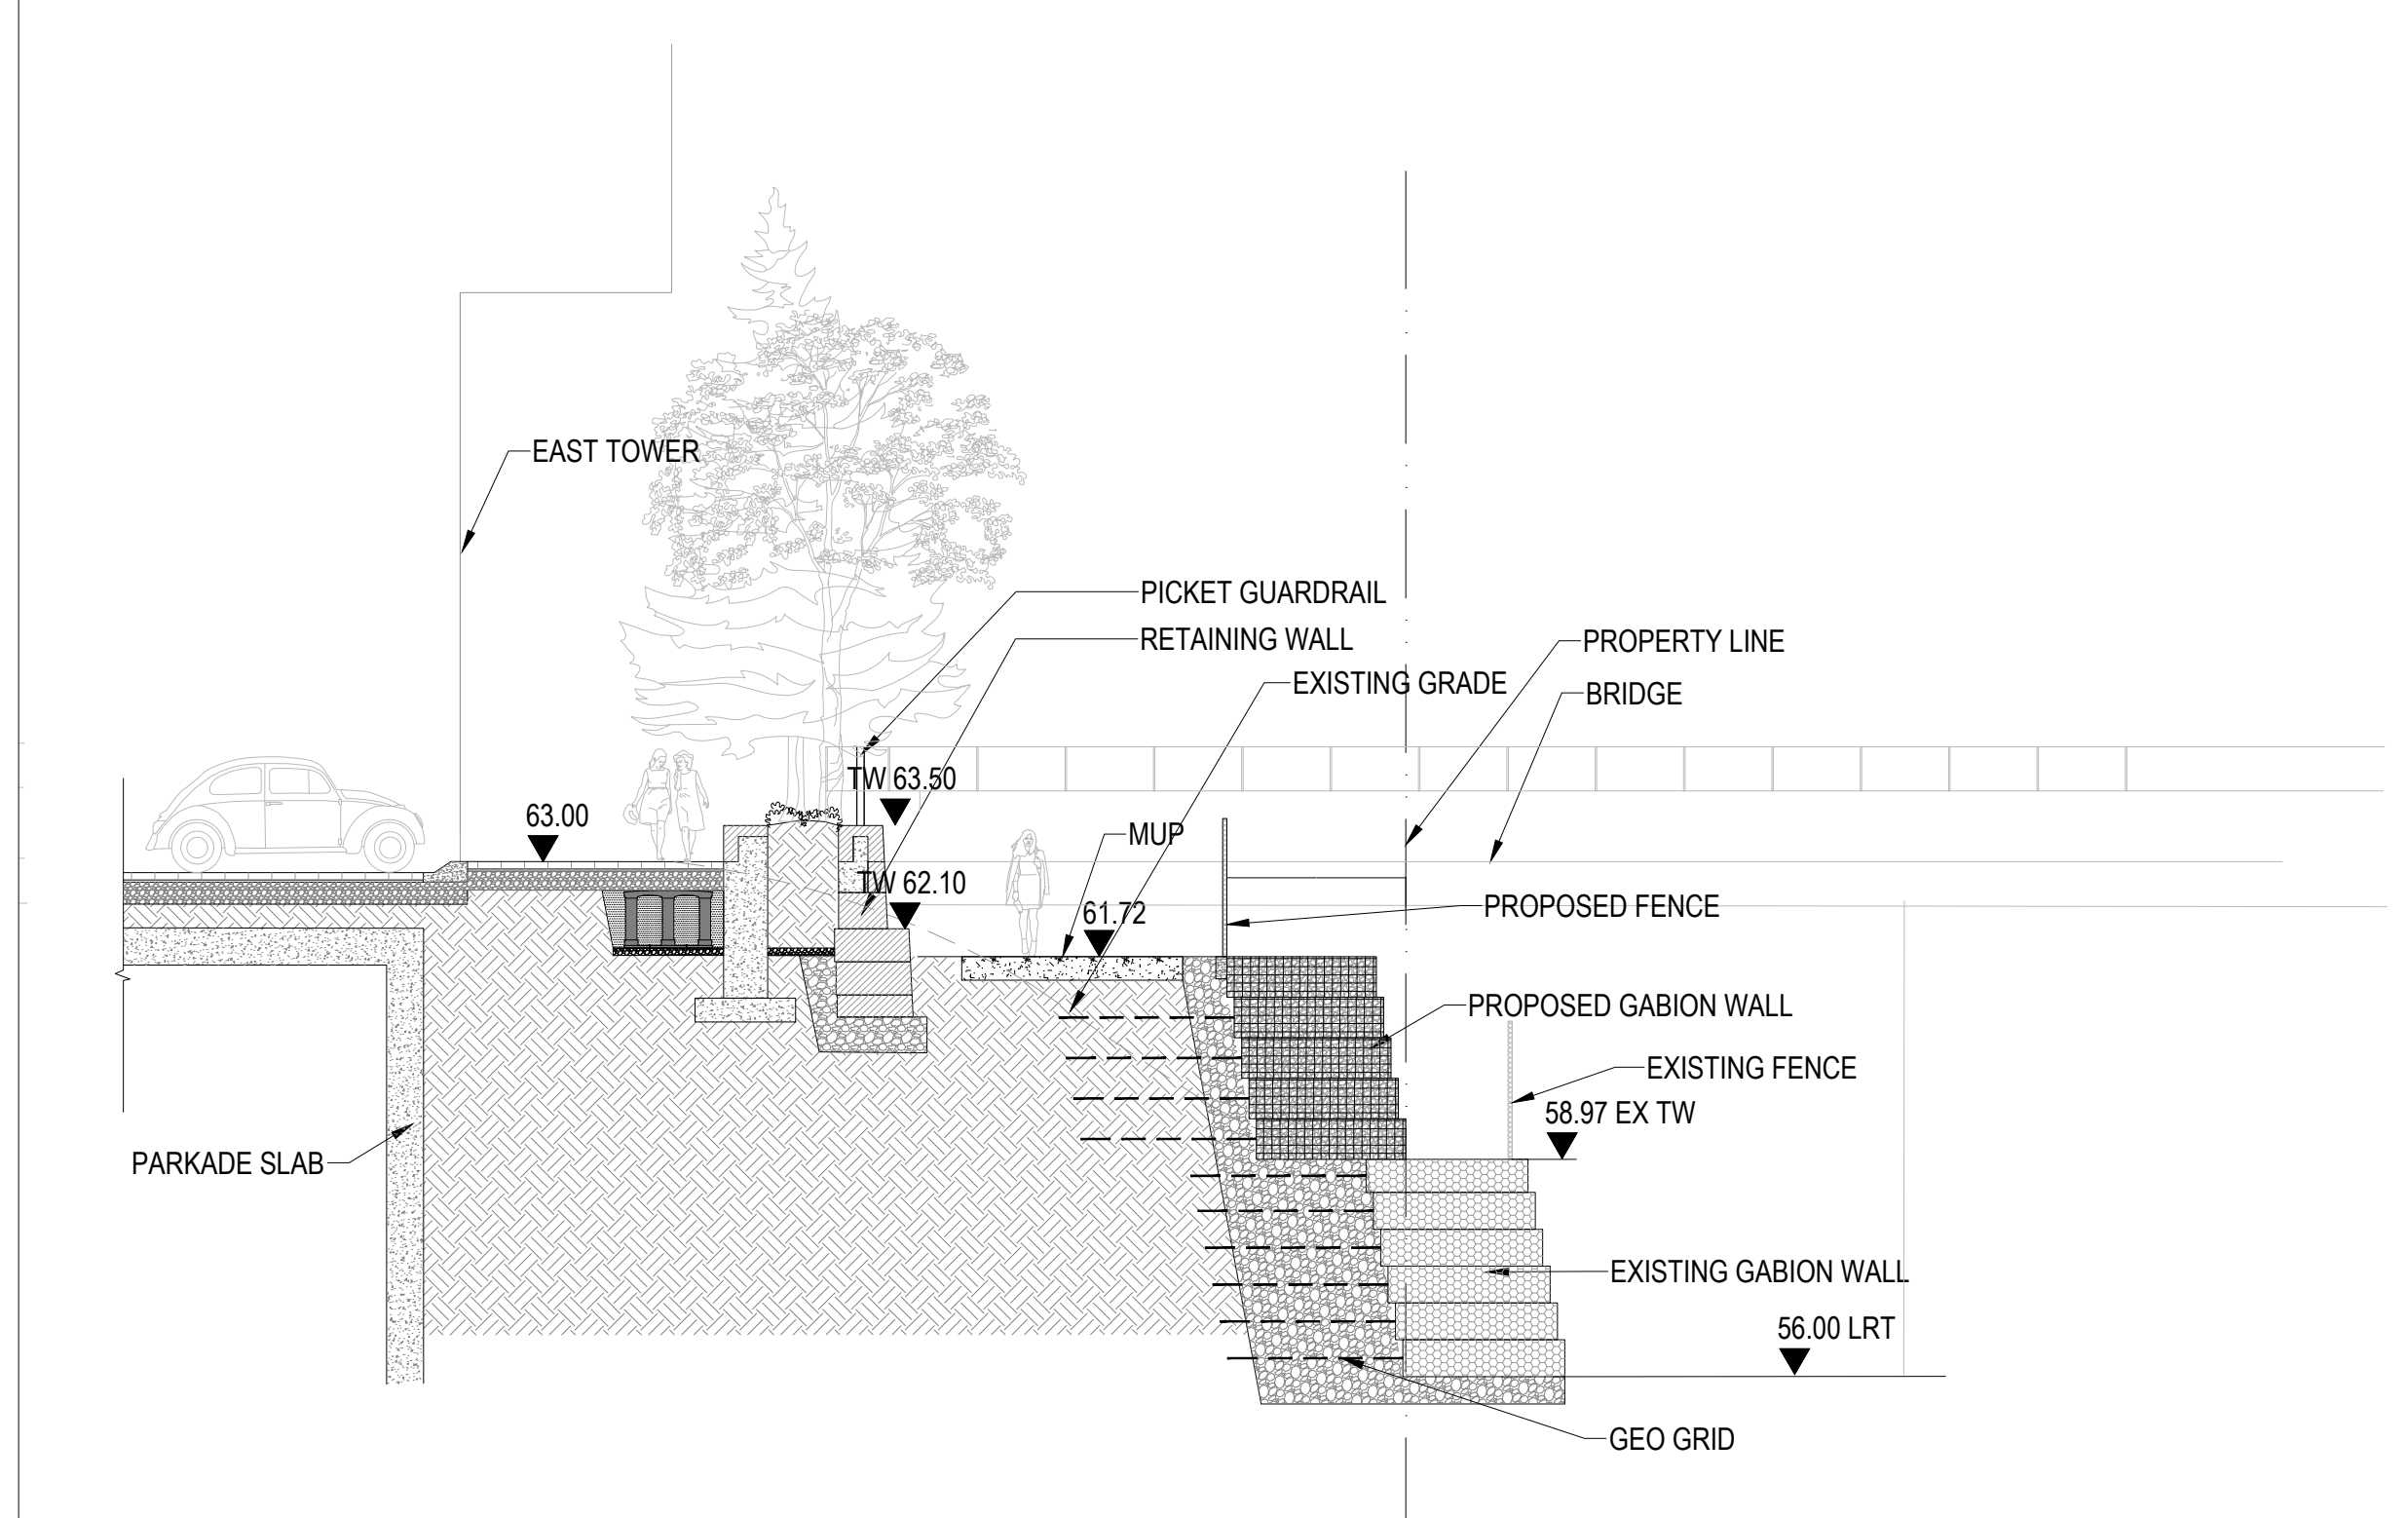 EAST TOWER
PICKET GUARDRAIL
RETAINING WALL
PROPERTY LINE
EXISTING GRADE
BRIDGE
TW 63.50
63.00
MUP
TW 62.10
61.72
PROPOSED FENCE
PROPOSED GABION WALL
EXISTING FENCE
58.97 EX TW
PARKADE SLAB
EXISTING GABION WALL
56.00 LRT
GEO GRID